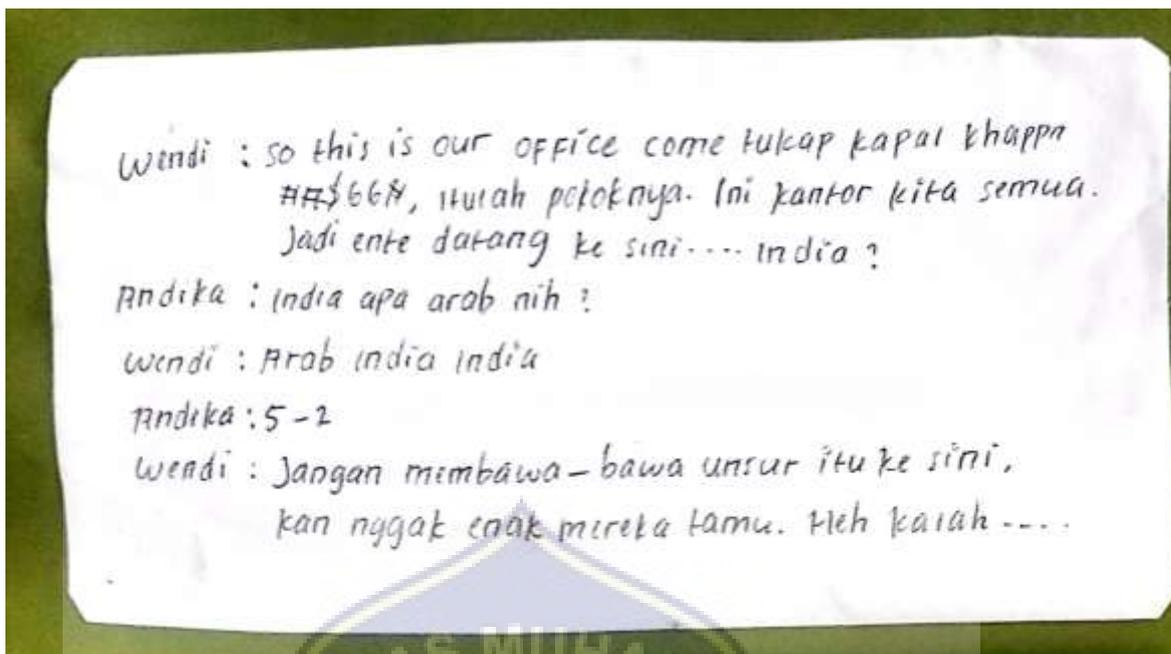 Wendi : So this is our office come tukap kapal khappa
##$66#, itulah pokoknya. Ini kantor kita semua.
Jadi ente datang ke sini.... India ?
Andika : India apa arab nih ?
Wendi : Arab india india
Andika : 5-2
Wendi : Jangan membawa-bawa unsur itu ke sini,
kan nggak enak mereka tamu. Heh kalah ....
S MUH